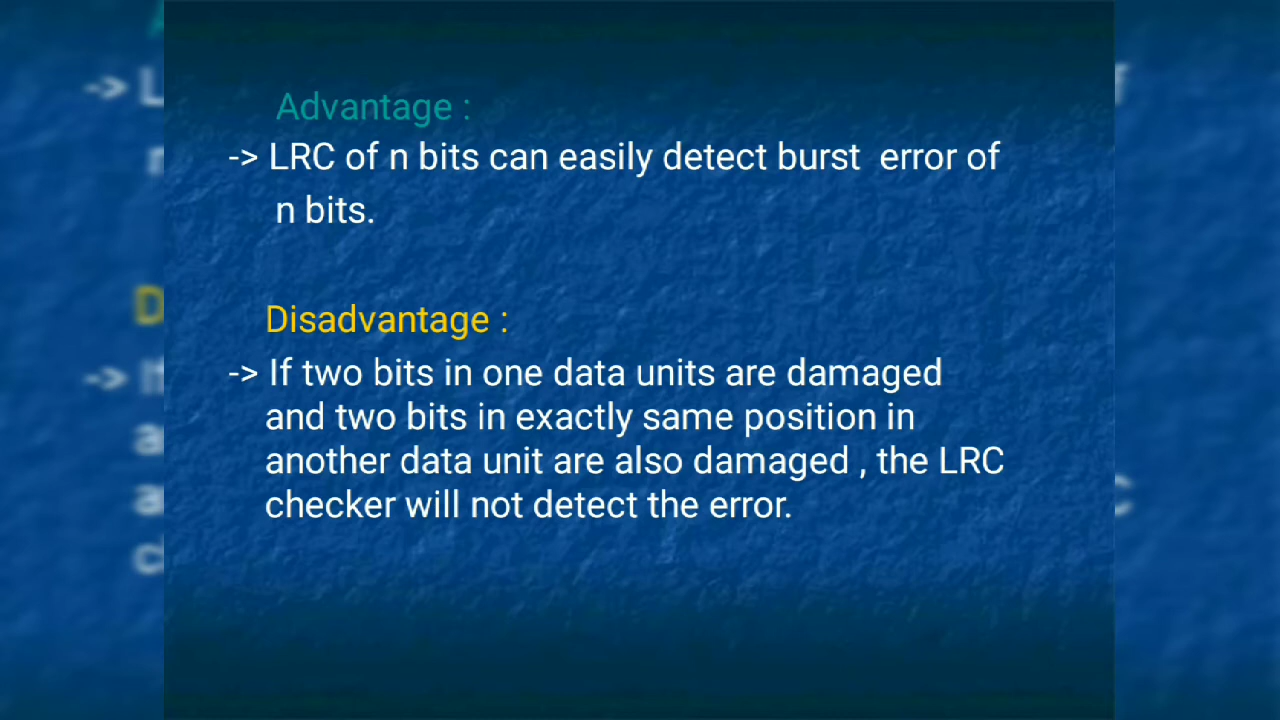 Advantage :
-> LRC of n bits can easily detect burst error of
n bits.
Disadvantage :
-> If two bits in one data units are damaged
and two bits in exactly same position in
another data unit are also damaged , the LRC
checker will not detect the error.